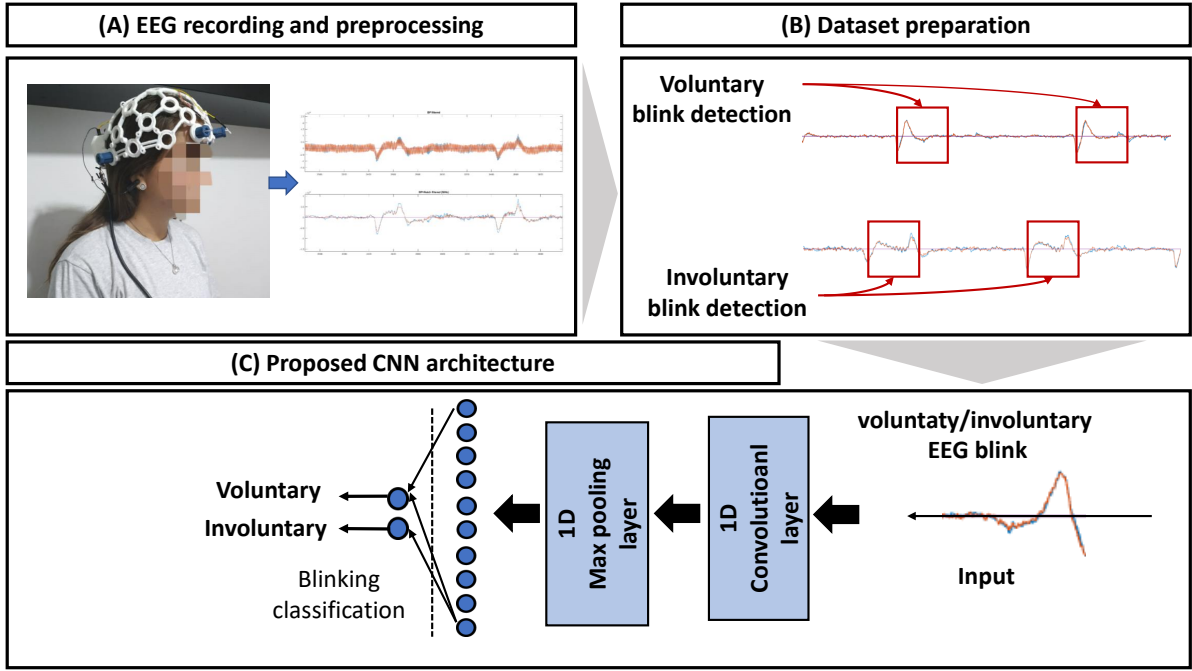 (A) EEG recording and preprocessing
(B) Dataset preparation
Voluntary
blink detection
Involuntary
blink detection
(C) Proposed CNN architecture
Voluntary
Involuntary
Blinking
classification
1D
Max pooling
layer
1D
Convolutioanl
layer
voluntaty/involuntary
EEG blink
Input